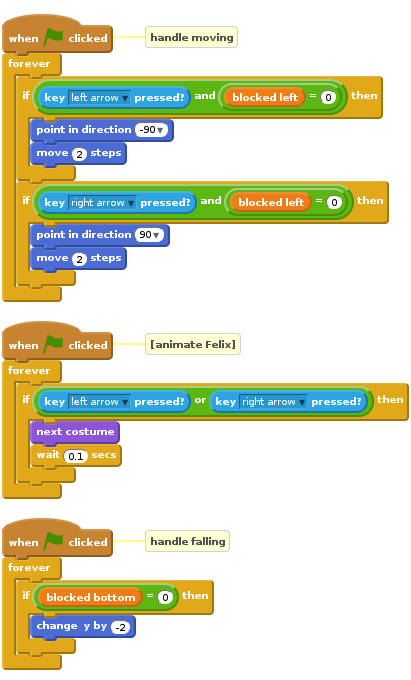 when clicked handle moving
forever
if key left arrow pressed? and blocked left = 0 then
point in direction -90
move 2 steps
if key right arrow pressed? and blocked left = 0 then
point in direction 90
move 2 steps
when clicked [animate Felix]
forever
if key left arrow pressed? or key right arrow pressed? then
next costume
wait 0.1 secs
when clicked handle falling
forever
if blocked bottom = 0 then
change y by -2